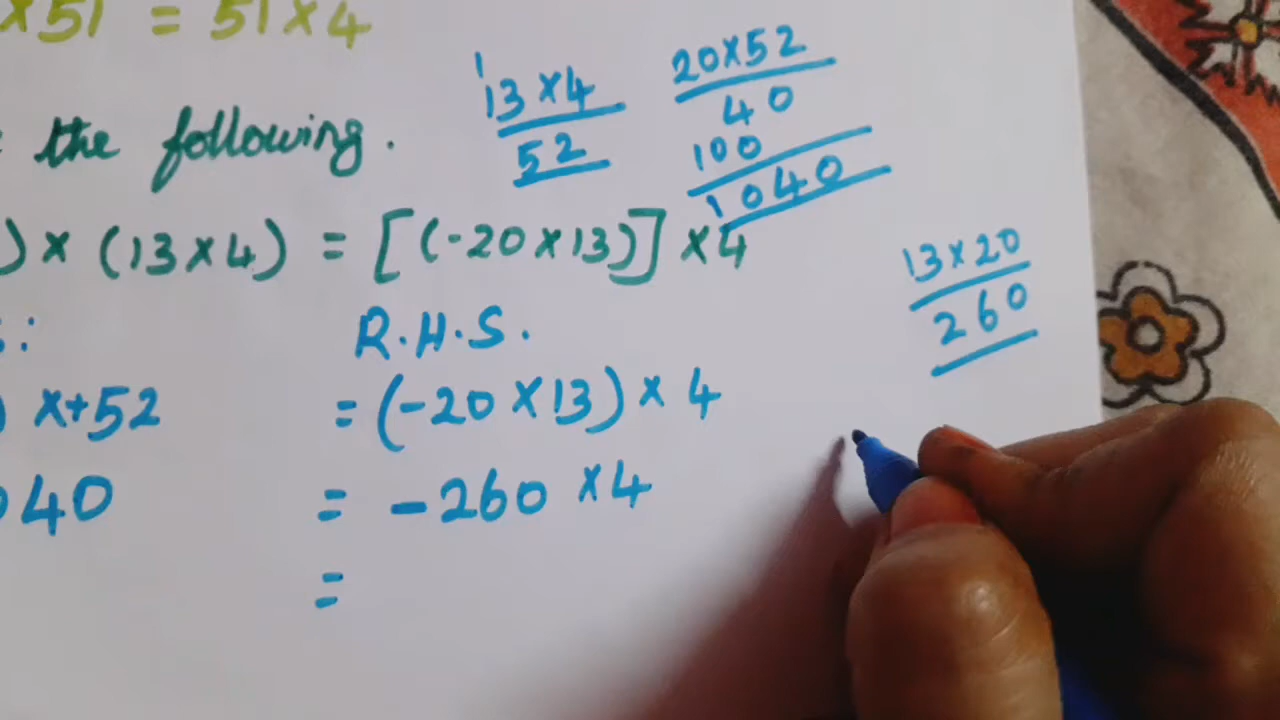 ×51 = 51×4
the following.
) × (13×4) = [(-20×13)] ×4
R.H.S.
×+52
= (-20×13) × 4
040
= -260 ×4
=
1
13×4
52
20×52
40
100
1040
13×20
260